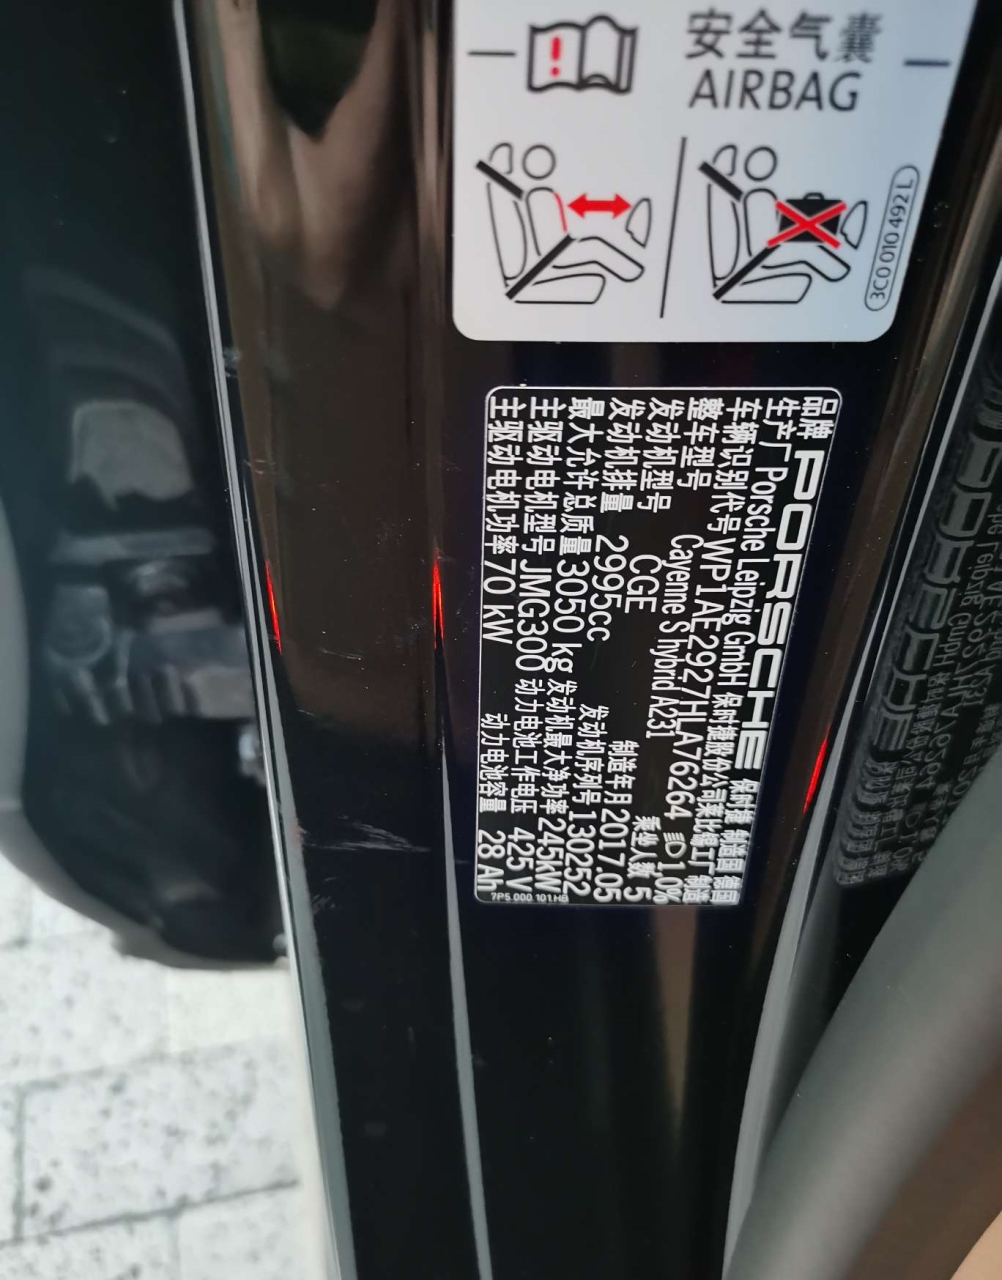 安全气囊
AIRBAG
3C0 010 492 L
品牌 PORSCHE 保时捷 制造国 德国
生产厂 Porsche Leipzig GmbH 保时捷股份公司莱比锡工厂 制造
车辆识别代号 WP1AE2927HLA76264 1.0%
整车型号 Cayenne S hybrid A231 乘坐人数 5
发动机型号 CGE 制造年月 2017.05
发动机排量 2995cc 发动机序列号 130252
最大允许总质量 3050 kg 发动机最大净功率 245kW
主驱动电机型号 JMG300 动力电池工作电压 425 V
主驱动电机功率 70 kW 动力电池容量 28 Ah
7P5.000.101 HB